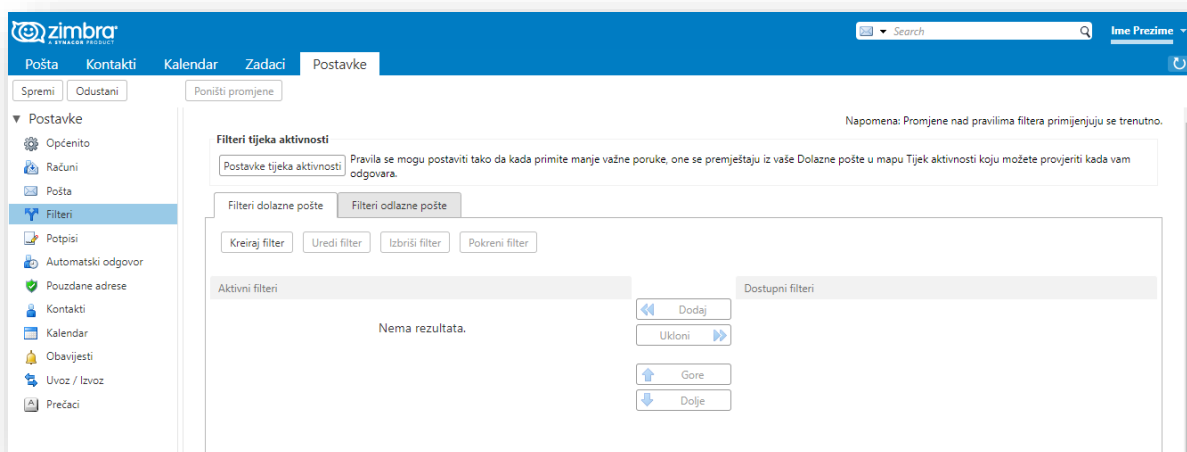 zimbra
A SYNACOR PRODUCT
Search
Ime Prezime
Pošta Kontakti Kalendar Zadaci Postavke
Spremi Odustani Poništi promjene
Postavke
Općenito
Računi
Pošta
Filteri
Potpisi
Automatski odgovor
Pouzdane adrese
Kontakti
Kalendar
Obavijesti
Uvoz / Izvoz
A Prečaci
Napomena: Promjene nad pravilima filtera primijenjuju se trenutno.
Filteri tijeka aktivnosti
Postavke tijeka aktivnosti Pravila se mogu postaviti tako da kada primite manje važne poruke, one se premještaju iz vaše Dolazne pošte u mapu Tijek aktivnosti koju možete provjeriti kada vam
odgovara.
Filteri dolazne pošte Filteri odlazne pošte
Kreiraj filter Uredi filter Izbriši filter Pokreni filter
Aktivni filteri Dostupni filteri
Nema rezultata.
Dodaj
Ukloni
Gore
Dolje